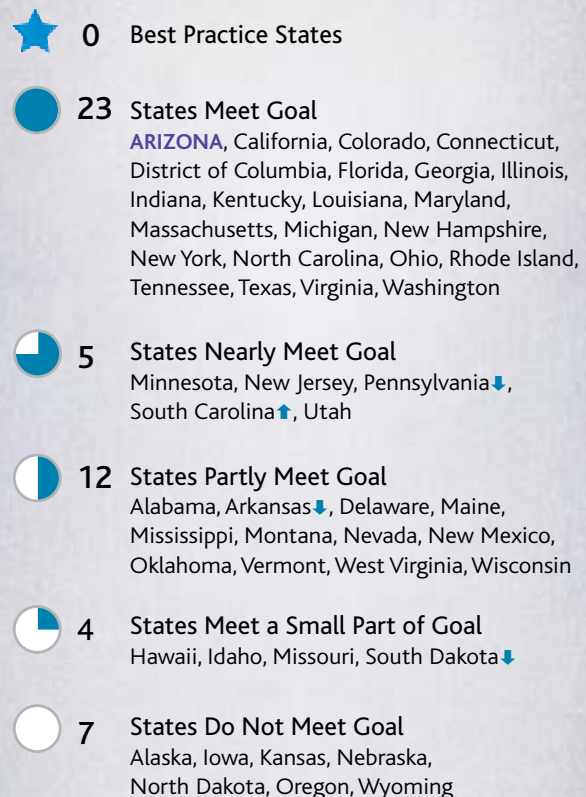 0 Best Practice States
23 States Meet Goal
ARIZONA, California, Colorado, Connecticut,
District of Columbia, Florida, Georgia, Illinois,
Indiana, Kentucky, Louisiana, Maryland,
Massachusetts, Michigan, New Hampshire,
New York, North Carolina, Ohio, Rhode Island,
Tennessee, Texas, Virginia, Washington
5 States Nearly Meet Goal
Minnesota, New Jersey, Pennsylvania⬇,
South Carolina⬆, Utah
12 States Partly Meet Goal
Alabama, Arkansas⬇, Delaware, Maine,
Mississippi, Montana, Nevada, New Mexico,
Oklahoma, Vermont, West Virginia, Wisconsin
4 States Meet a Small Part of Goal
Hawaii, Idaho, Missouri, South Dakota⬇
7 States Do Not Meet Goal
Alaska, Iowa, Kansas, Nebraska,
North Dakota, Oregon, Wyoming